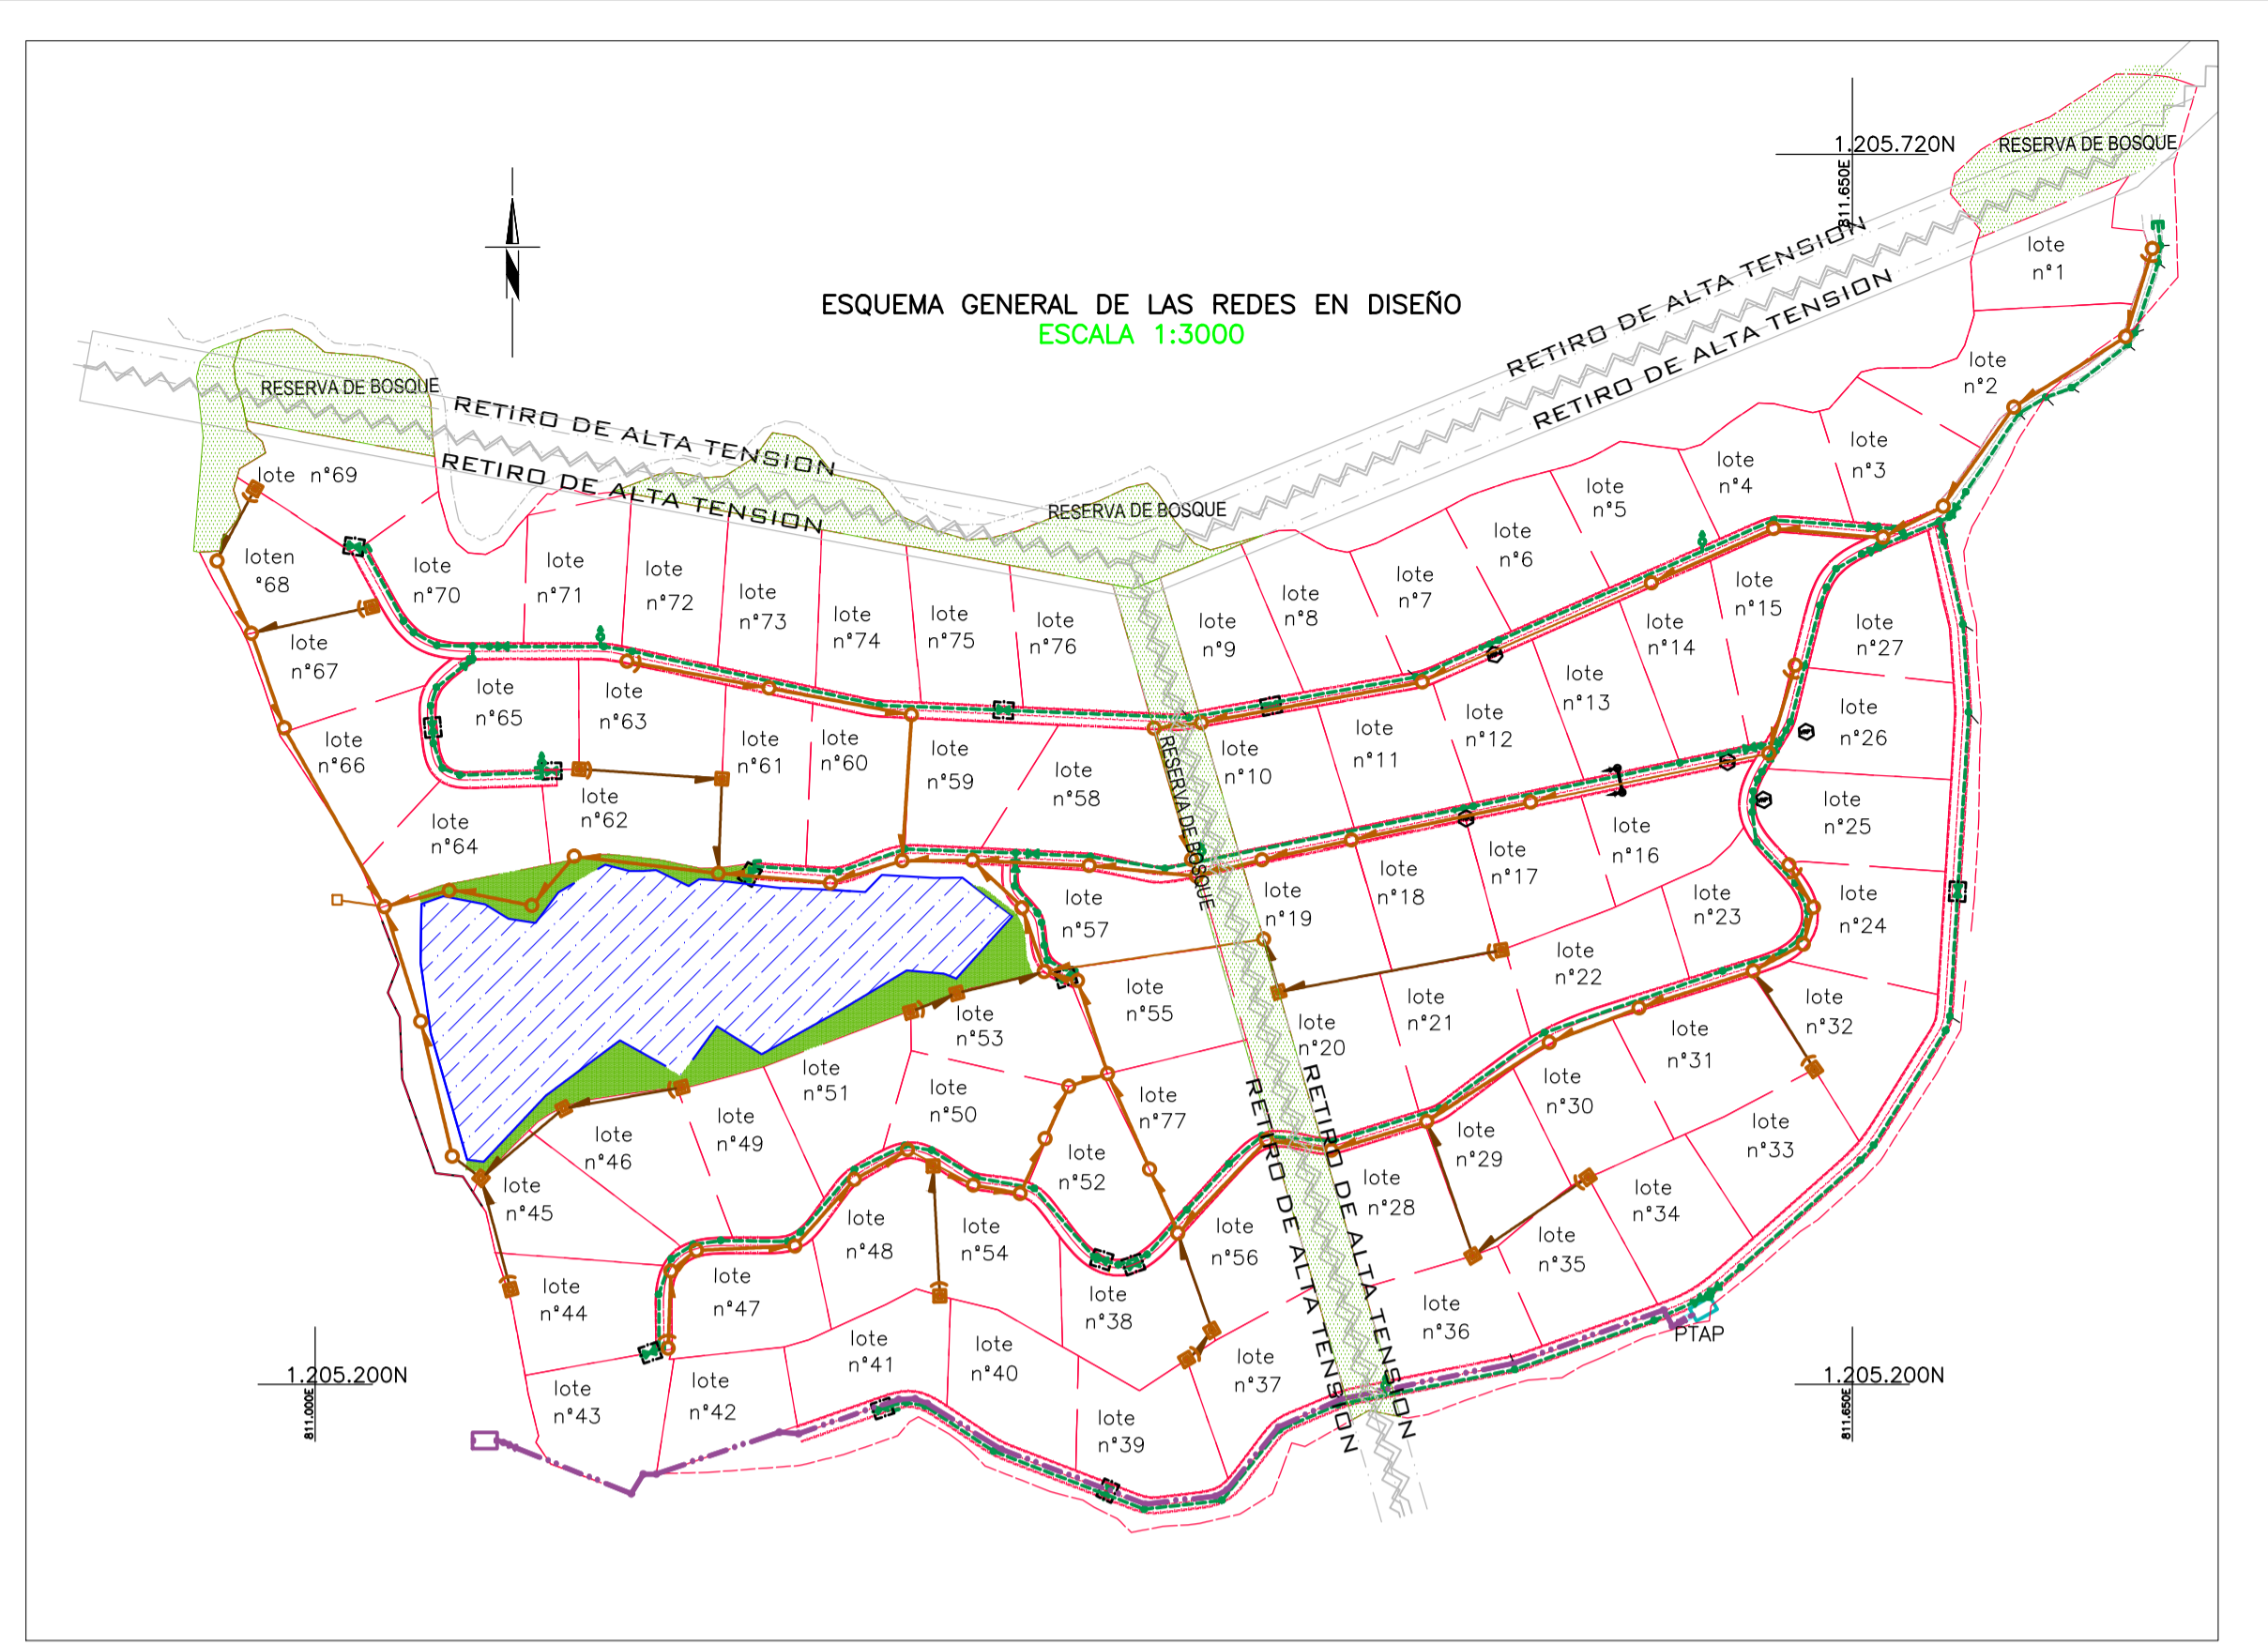 1.205.720N
811.650E
RESERVA DE BOSQUE
RETIRO DE ALTA TENSION
RETIRO DE ALTA TENSION
ESQUEMA GENERAL DE LAS REDES EN DISEÑO
ESCALA 1:3000
RESERVA DE BOSQUE
RETIRO DE ALTA TENSION
RETIRO DE ALTA TENSION
RESERVA DE BOSQUE
lote
n°1
lote
n°2
lote
n°3
lote
n°4
lote
n°5
lote
n°6
lote
n°7
lote
n°8
lote
n°9
lote n°69
loten
°68
lote
n°70
lote
n°71
lote
n°72
lote
n°73
lote
n°74
lote
n°75
lote
n°76
lote
n°15
lote
n°14
lote
n°13
lote
n°12
lote
n°11
lote
n°10
lote
n°27
lote
n°26
lote
n°25
lote
n°24
lote
n°67
lote
n°66
lote
n°65
lote
n°63
lote
n°64
lote
n°62
lote
n°61
lote
n°60
lote
n°59
lote
n°58
RESERVA DE BOSQUE
lote
n°57
lote
n°19
lote
n°18
lote
n°17
lote
n°16
lote
n°23
lote
n°22
lote
n°21
lote
n°20
lote
n°55
lote
n°53
lote
n°51
lote
n°50
lote
n°49
lote
n°46
lote
n°45
lote
n°77
lote
n°52
lote
n°32
lote
n°31
lote
n°30
lote
n°29
lote
n°28
lote
n°33
lote
n°34
lote
n°35
lote
n°36
lote
n°56
lote
n°54
lote
n°48
lote
n°47
lote
n°44
lote
n°43
lote
n°42
lote
n°41
lote
n°40
lote
n°38
lote
n°39
lote
n°37
RETIRO DE ALTA TENSION
RETIRO DE ALTA TENSION
PTAP
1.205.200N
811.000E
1.205.200N
811.650E